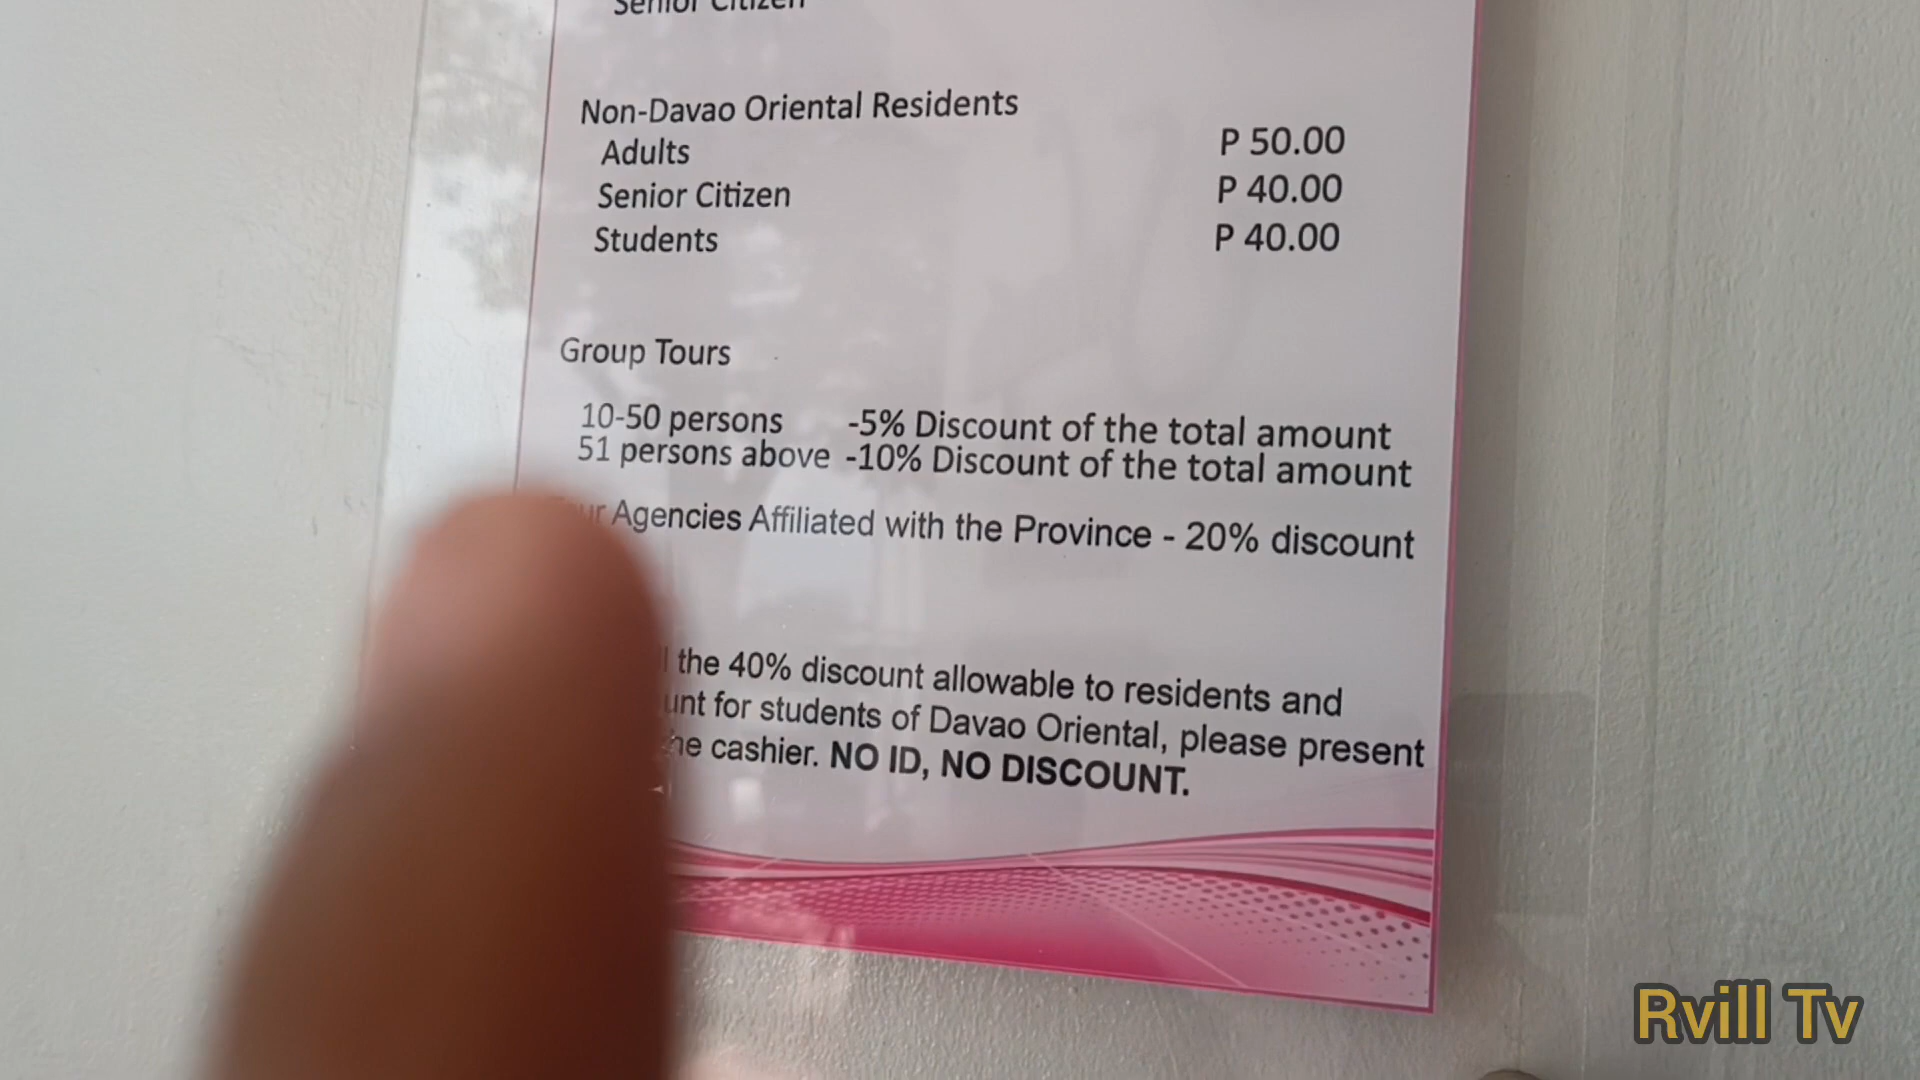 Senior Citizen
Non-Davao Oriental Residents
Adults P 50.00
Senior Citizen P 40.00
Students P 40.00
Group Tours
10-50 persons -5% Discount of the total amount
51 persons above -10% Discount of the total amount
Agencies Affiliated with the Province - 20% discount
the 40% discount allowable to residents and
for students of Davao Oriental, please present
cashier. NO ID, NO DISCOUNT.
Rvill Tv